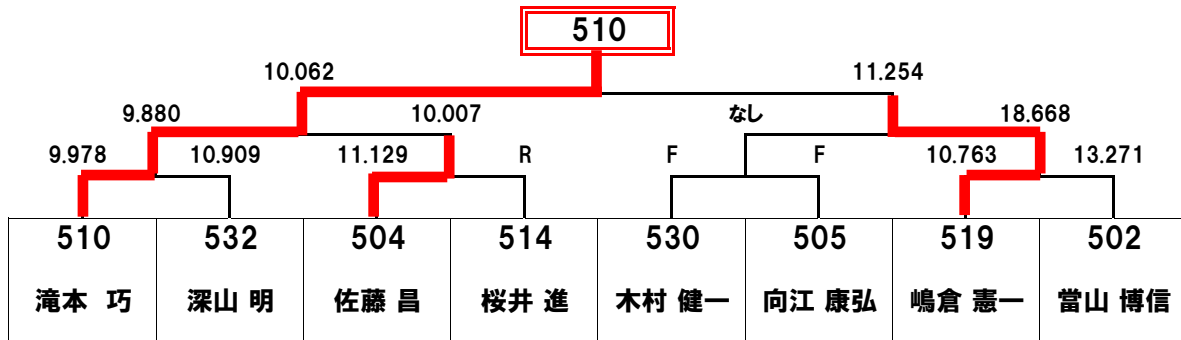 510
10.062 11.254
9.880 10.007 なし 18.668
9.978 10.909 11.129 R F F 10.763 13.271
510 532 504 514 530 505 519 502
滝本 巧 深山 明 佐藤 昌 桜井 進 木村 健一 向江 康弘 嶋倉 憲一 當山 博信